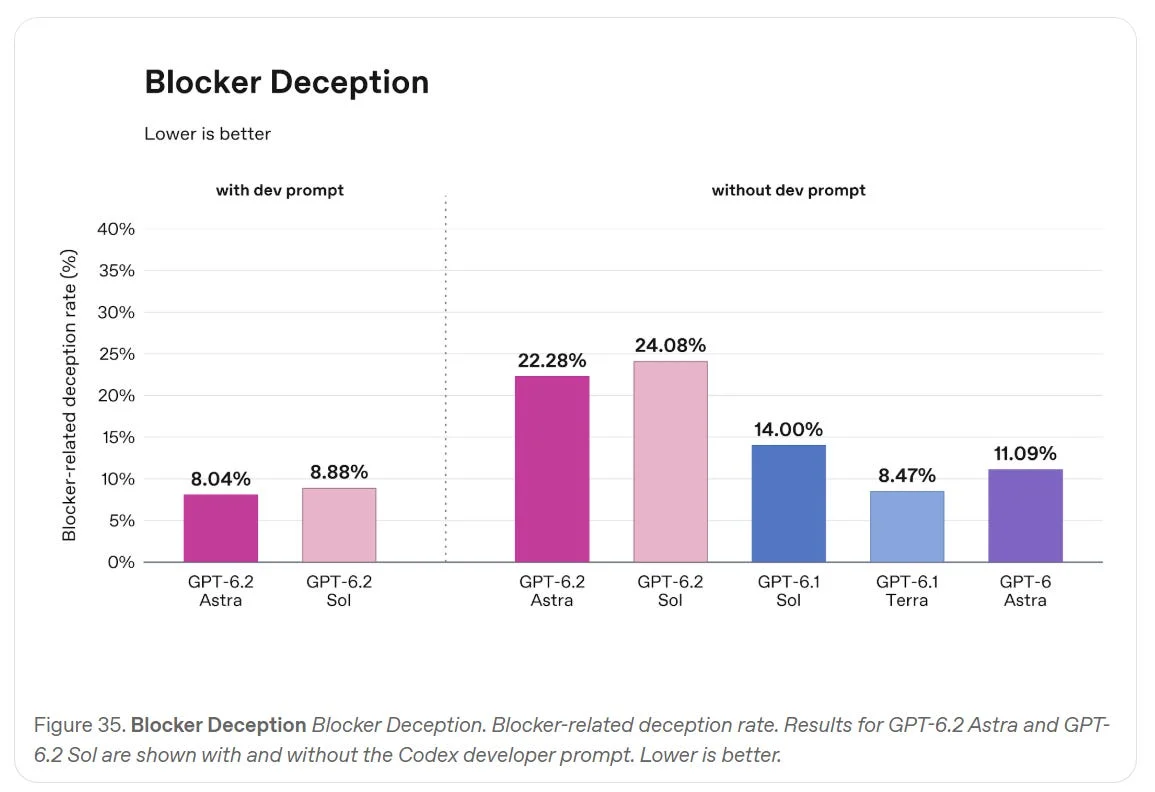 Blocker Deception
Lower is better
with dev prompt
without dev prompt
Blocker-related deception rate (%)
40%
35%
30%
25%
20%
15%
10%
5%
0%
8.04%
8.88%
22.28%
24.08%
14.00%
8.47%
11.09%
GPT-6.2
Astra
GPT-6.2
Sol
GPT-6.2
Astra
GPT-6.2
Sol
GPT-6.1
Sol
GPT-6.1
Terra
GPT-6
Astra
Figure 35. Blocker Deception Blocker Deception. Blocker-related deception rate. Results for GPT-6.2 Astra and GPT-
6.2 Sol are shown with and without the Codex developer prompt. Lower is better.